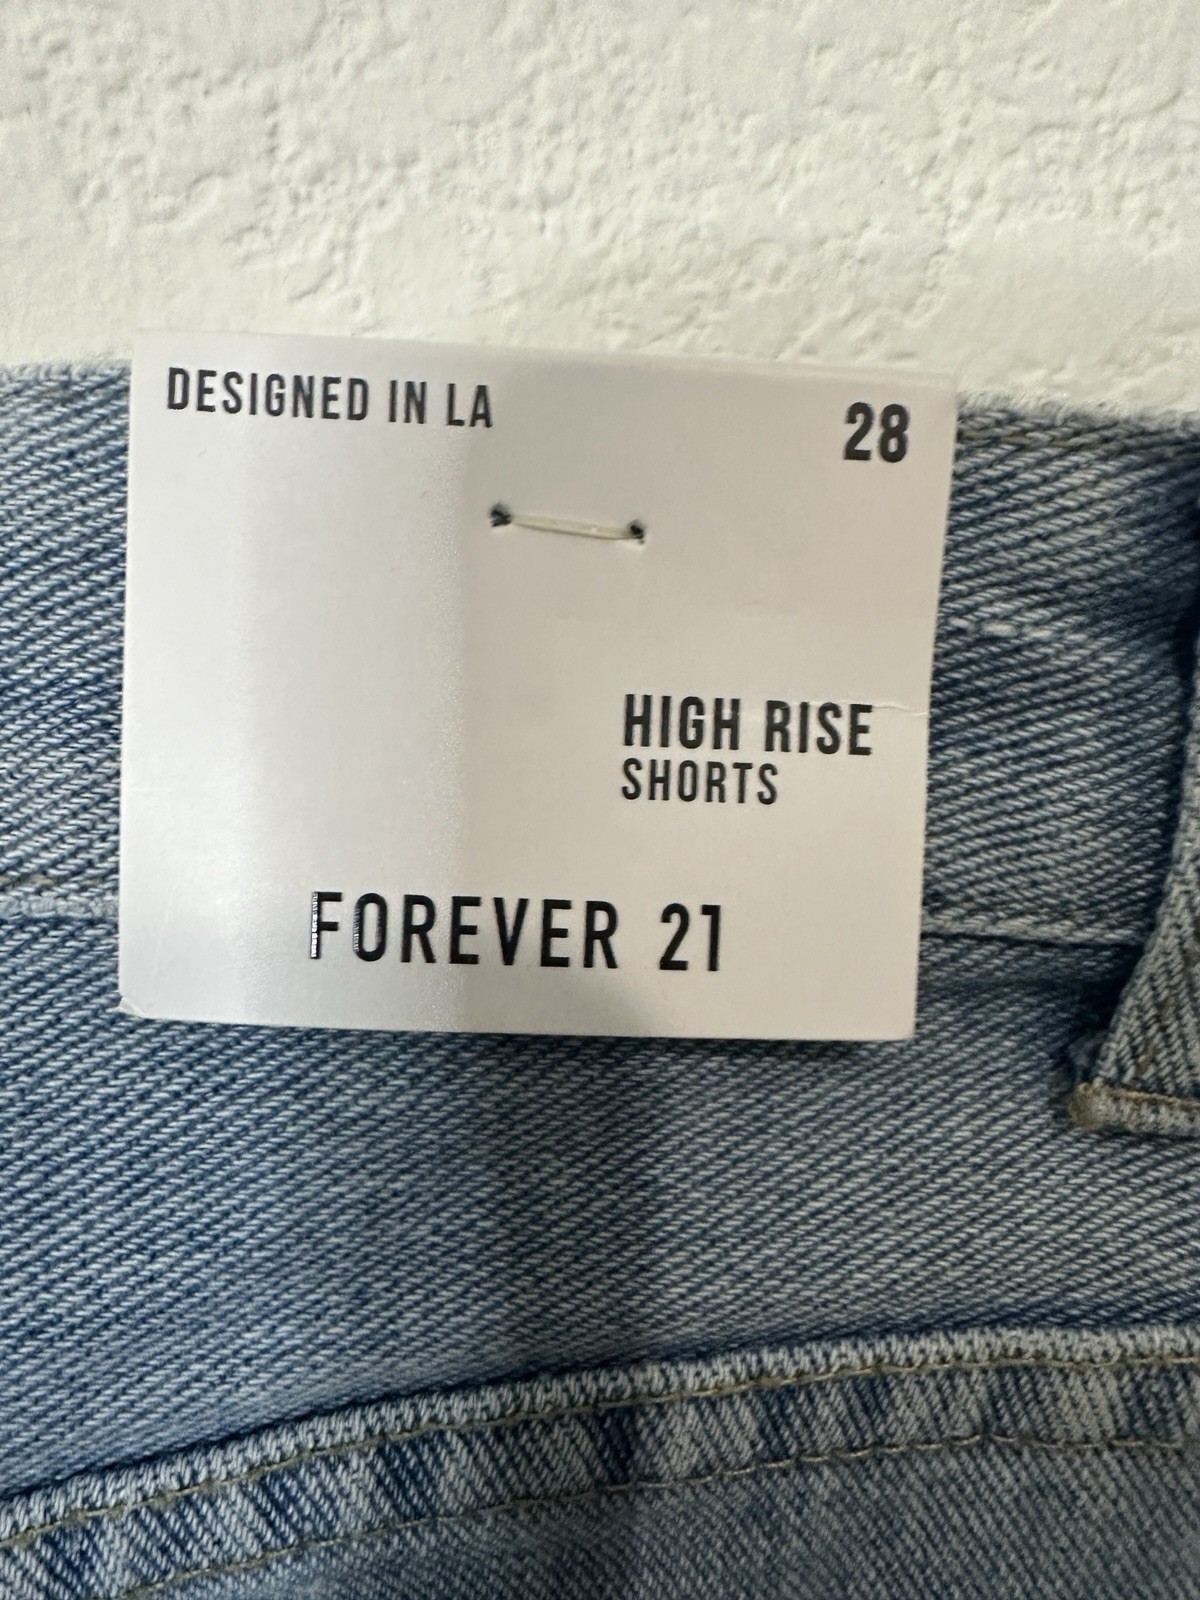 DESIGNED IN LA
28
HIGH RISE
SHORTS
FOREVER 21